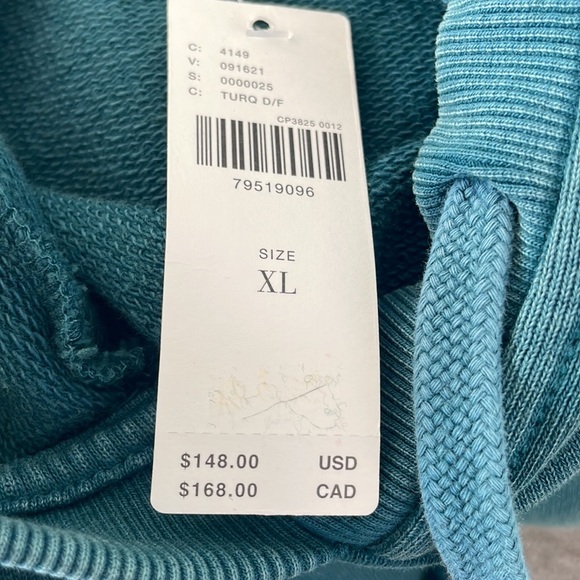 C: 4149
V: 091621
S: 0000025
C: TURQ D/F
CP3825 0012
79519096
SIZE
XL
$148.00 USD
$168.00 CAD